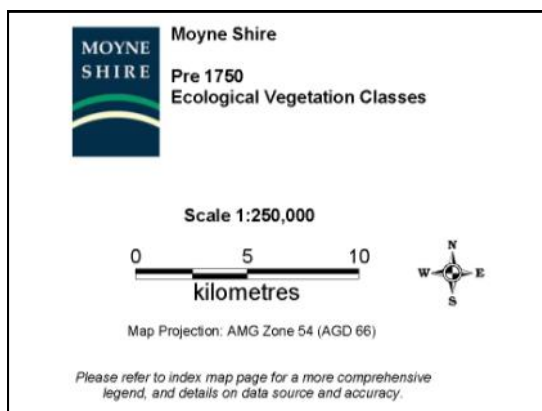 MOYNE
SHIRE
Moyne Shire
Pre 1750
Ecological Vegetation Classes
Scale 1:250,000
0 5 10
kilometres
N
W E
S
Map Projection: AMG Zone 54 (AGD 66)
Please refer to index map page for a more comprehensive
legend, and details on data source and accuracy.